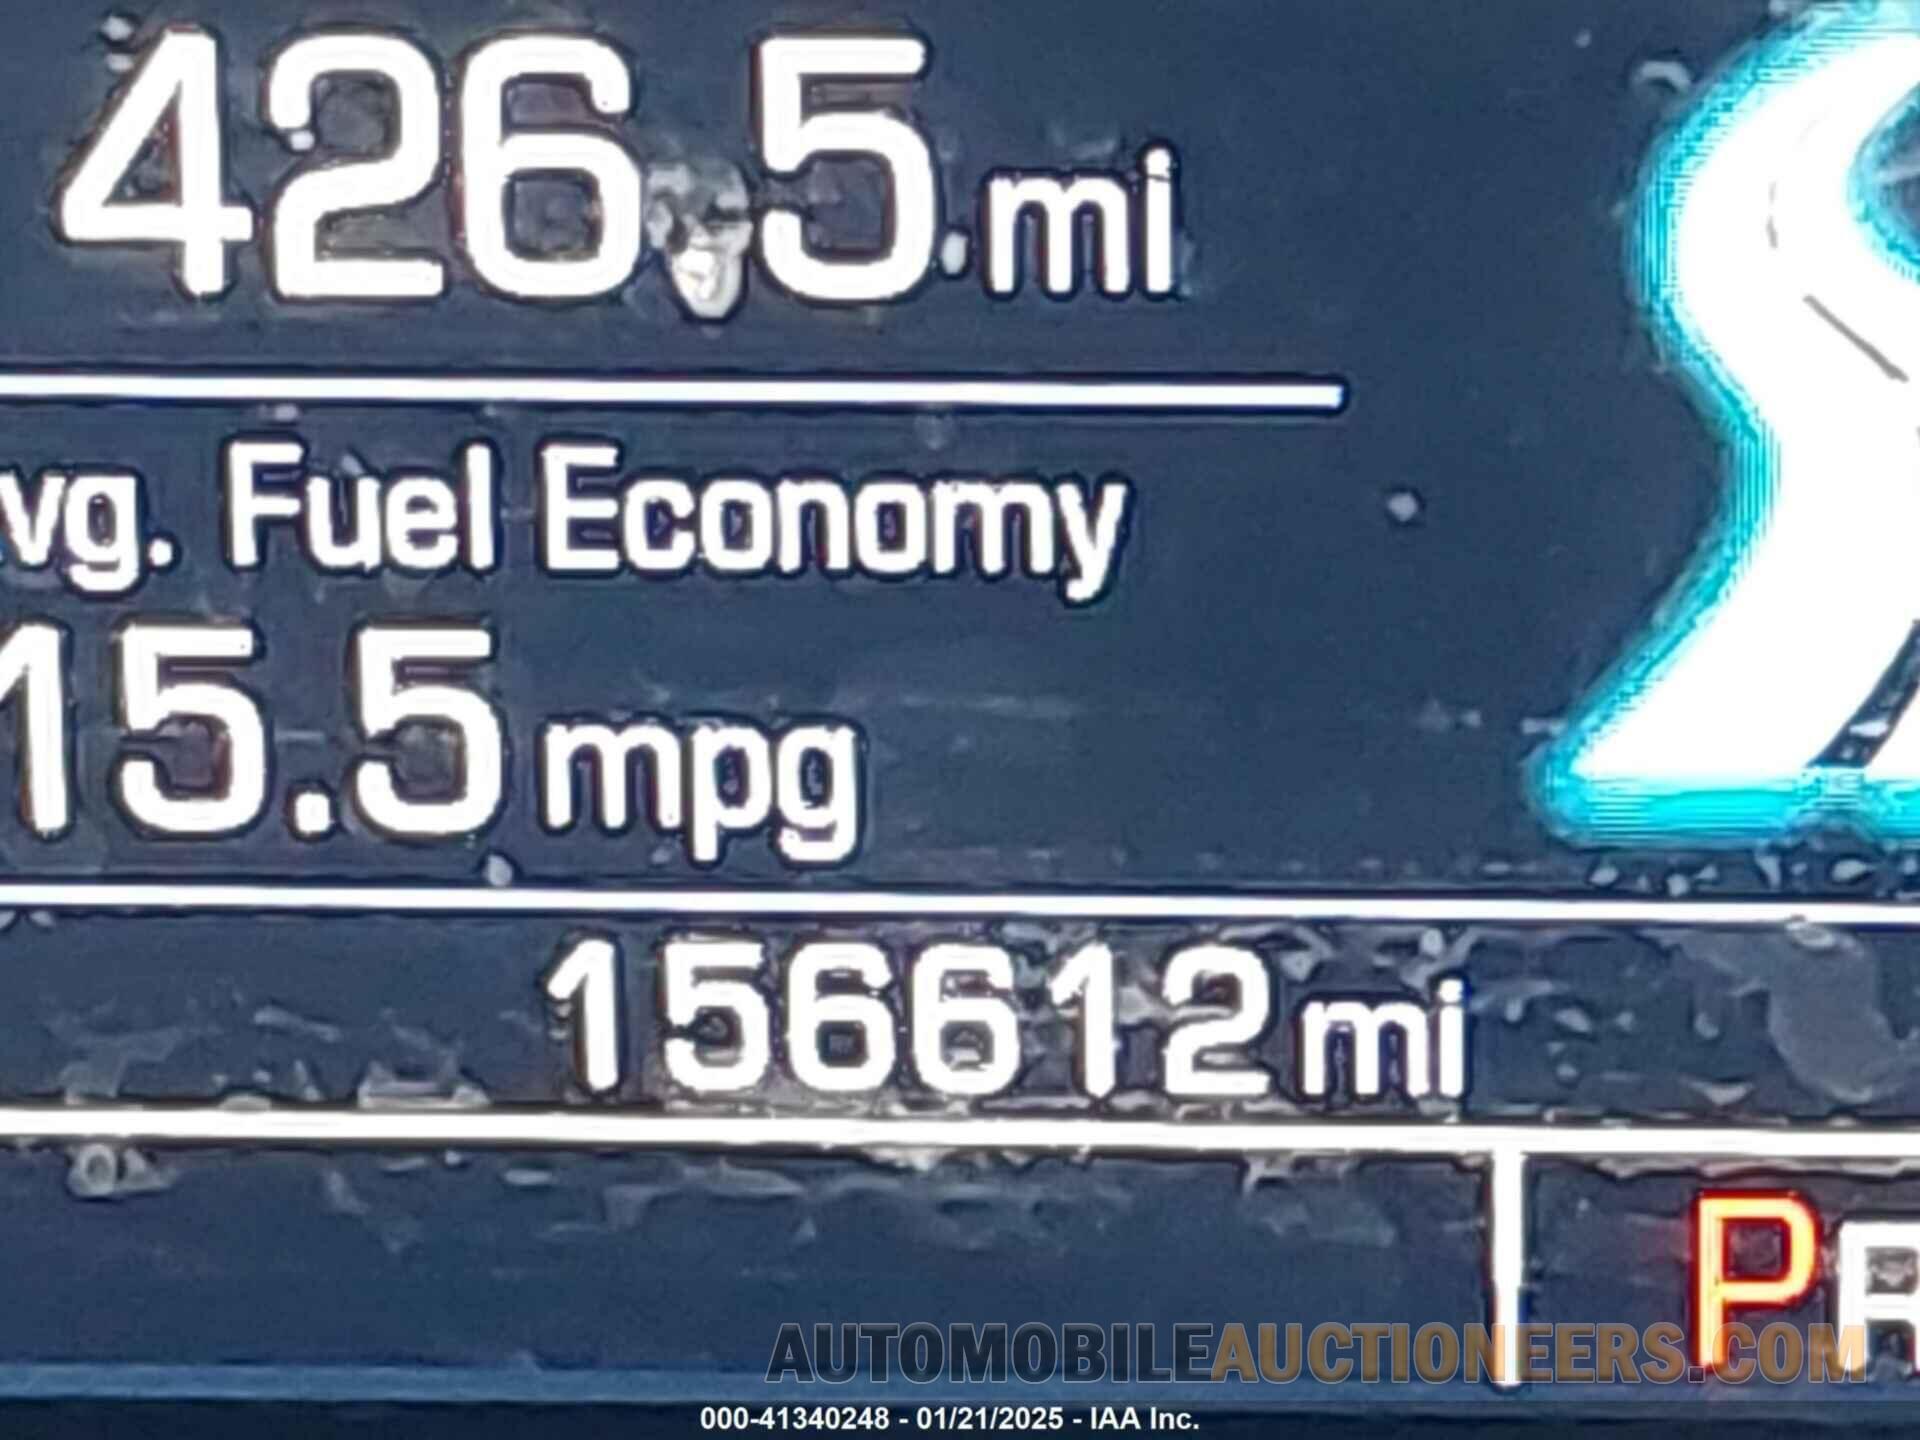 426.5 mi
vg. Fuel Economy
15.5 mpg
156612 mi
PR
AUTOMOBILEAUCTIONEERS.COM
000-41340248 - 01/21/2025 - IAA Inc.